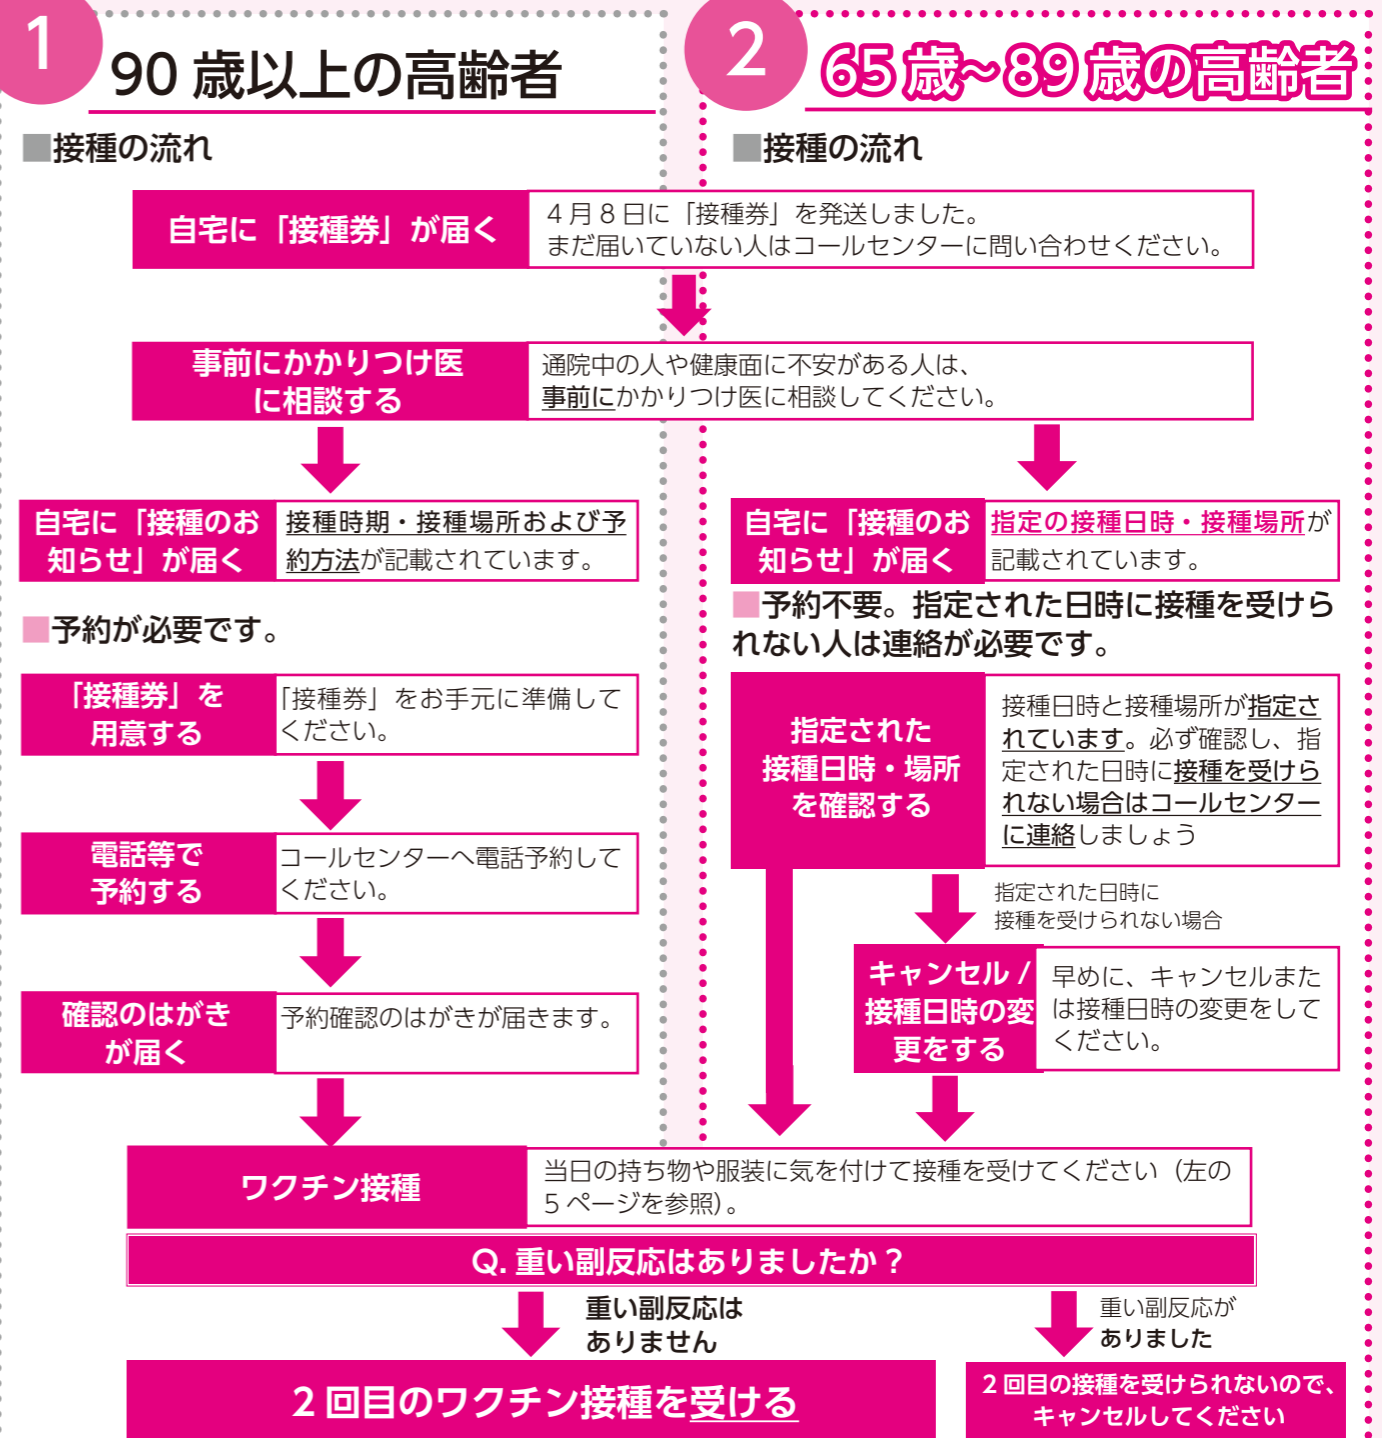 1
90 歳以上の高齢者
2
65 歳~89 歳の高齢者
■接種の流れ
■接種の流れ
自宅に「接種券」が届く
4 月 8 日に「接種券」を発送しました。
まだ届いていない人はコールセンターに問い合わせください。
事前にかかりつけ医
に相談する
通院中の人や健康面に不安がある人は、
事前にかかりつけ医に相談してください。
自宅に「接種のお
知らせ」が届く
接種時期・接種場所および予
約方法が記載されています。
■予約が必要です。
「接種券」を
用意する
「接種券」をお手元に準備して
ください。
電話等で
予約する
コールセンターへ電話予約して
ください。
確認のはがき
が届く
予約確認のはがきが届きます。
自宅に「接種のお
知らせ」が届く
指定の接種日時・接種場所が
記載されています。
■予約不要。指定された日時に接種を受けら
れない人は連絡が必要です。
指定された
接種日時・場所
を確認する
接種日時と接種場所が指定さ
れています。必ず確認し、指
定された日時に接種を受けら
れない場合はコールセンター
に連絡しましょう
指定された日時に
接種を受けられない場合
キャンセル /
接種日時の変
更をする
早めに、キャンセルまた
は接種日時の変更をして
ください。
ワクチン接種
当日の持ち物や服装に気を付けて接種を受けてください(左の
5 ページを参照)。
Q. 重い副反応はありましたか?
重い副反応は
ありません
重い副反応が
ありました
2 回目のワクチン接種を受ける
2 回目の接種を受けられないので、
キャンセルしてください